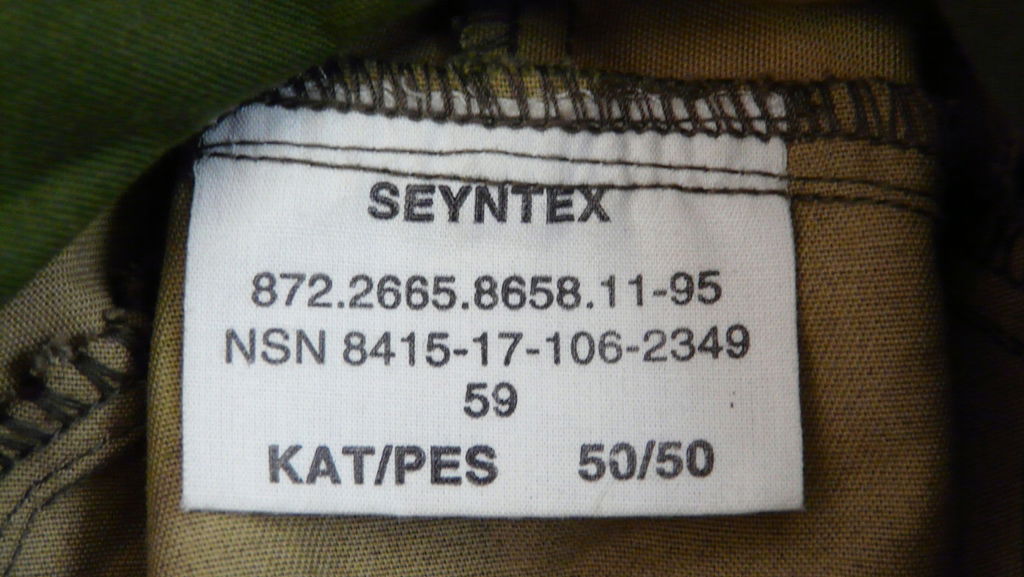 SEYNTEX
872.2665.8658.11-95
NSN 8415-17-106-2349
59
KAT/PES 50/50